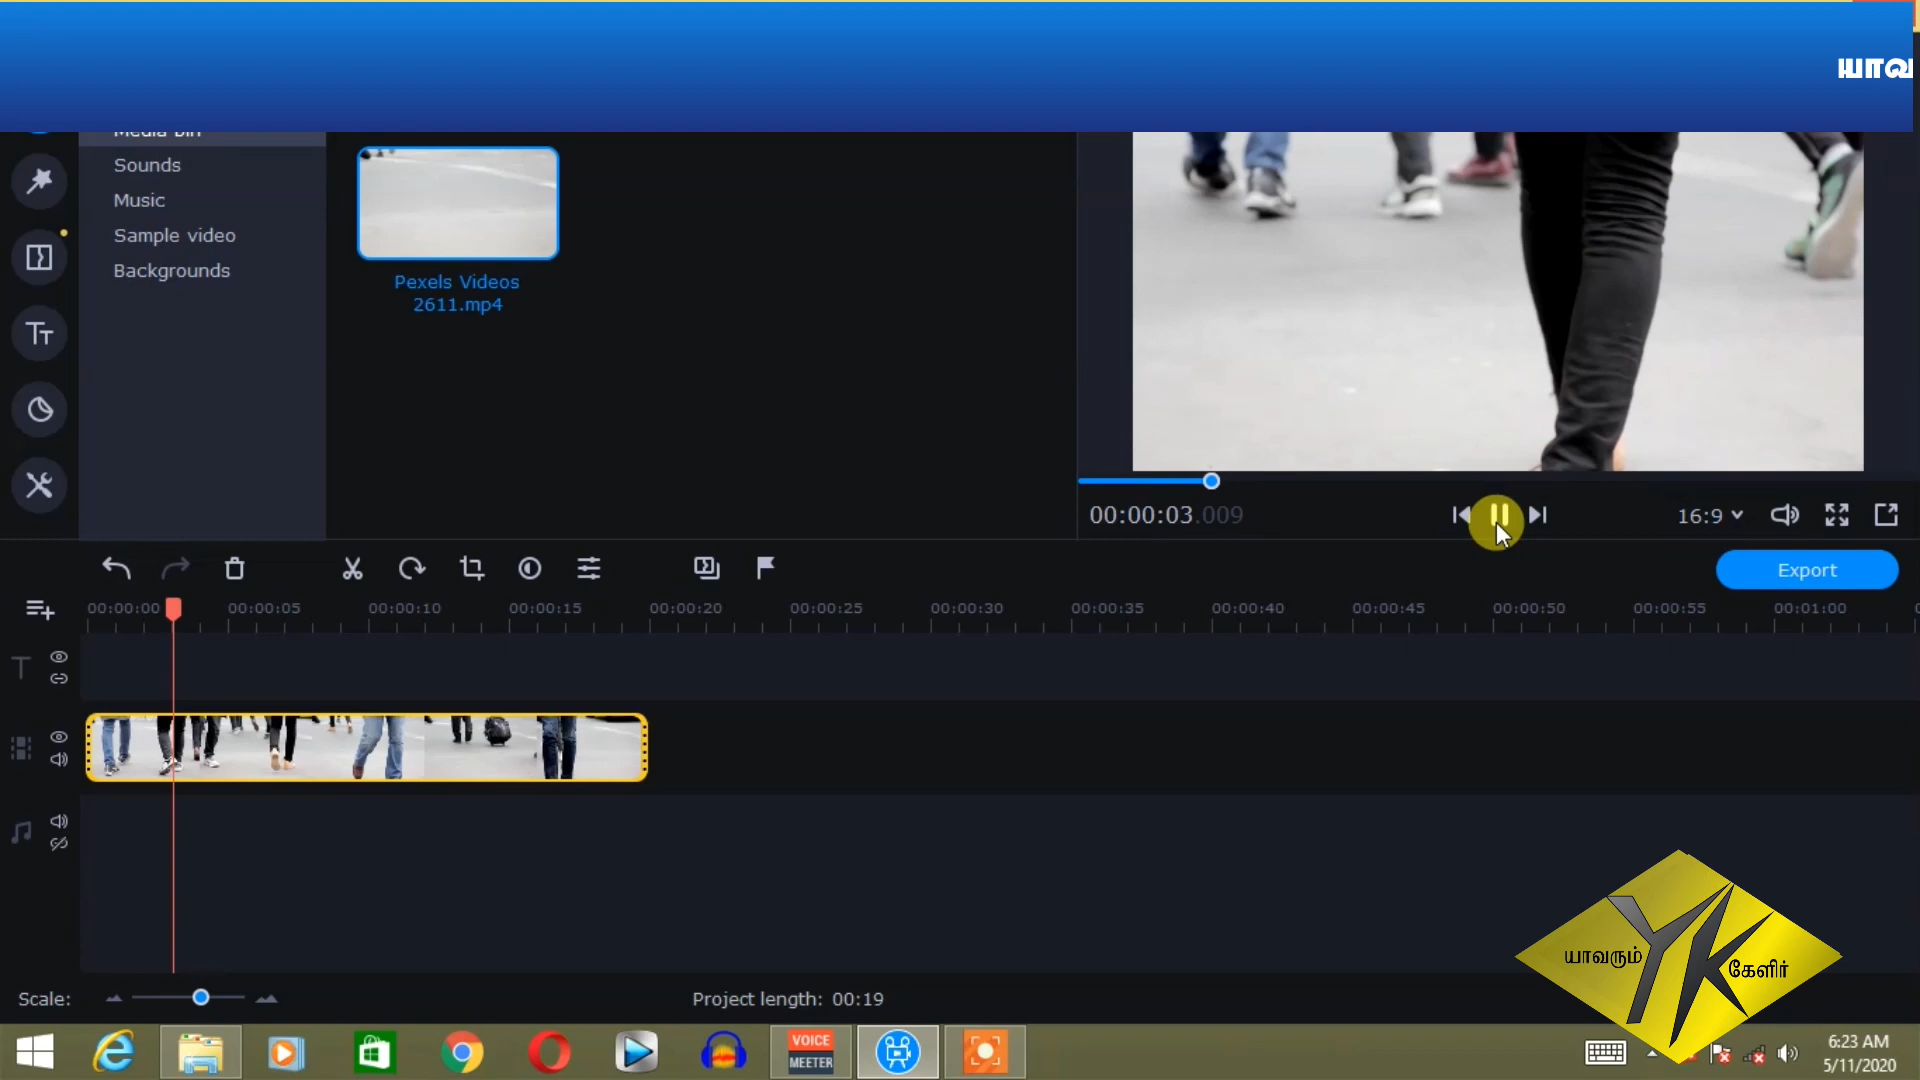 Media bin
Sounds
Music
Sample video
Backgrounds
Pexels Videos
2611.mp4
00:00:03.009
16:9
Export
00:00:00 00:00:05 00:00:10 00:00:15 00:00:20 00:00:25 00:00:30 00:00:35 00:00:40 00:00:45 00:00:50 00:00:55 00:01:00
Scale:
Project length: 00:19
யாவரும்
YK
கேளிர்
VOICE
MEETER
6:23 AM
5/11/2020